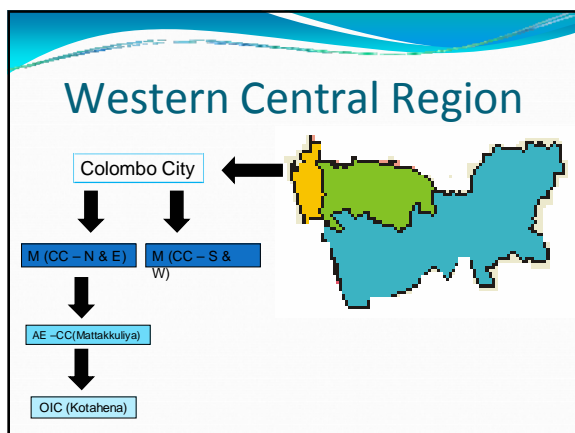 Western Central Region
Colombo City
M (CC – N & E)
M (CC – S &
W)
AE –CC(Mattakkuliya)
OIC (Kotahena)